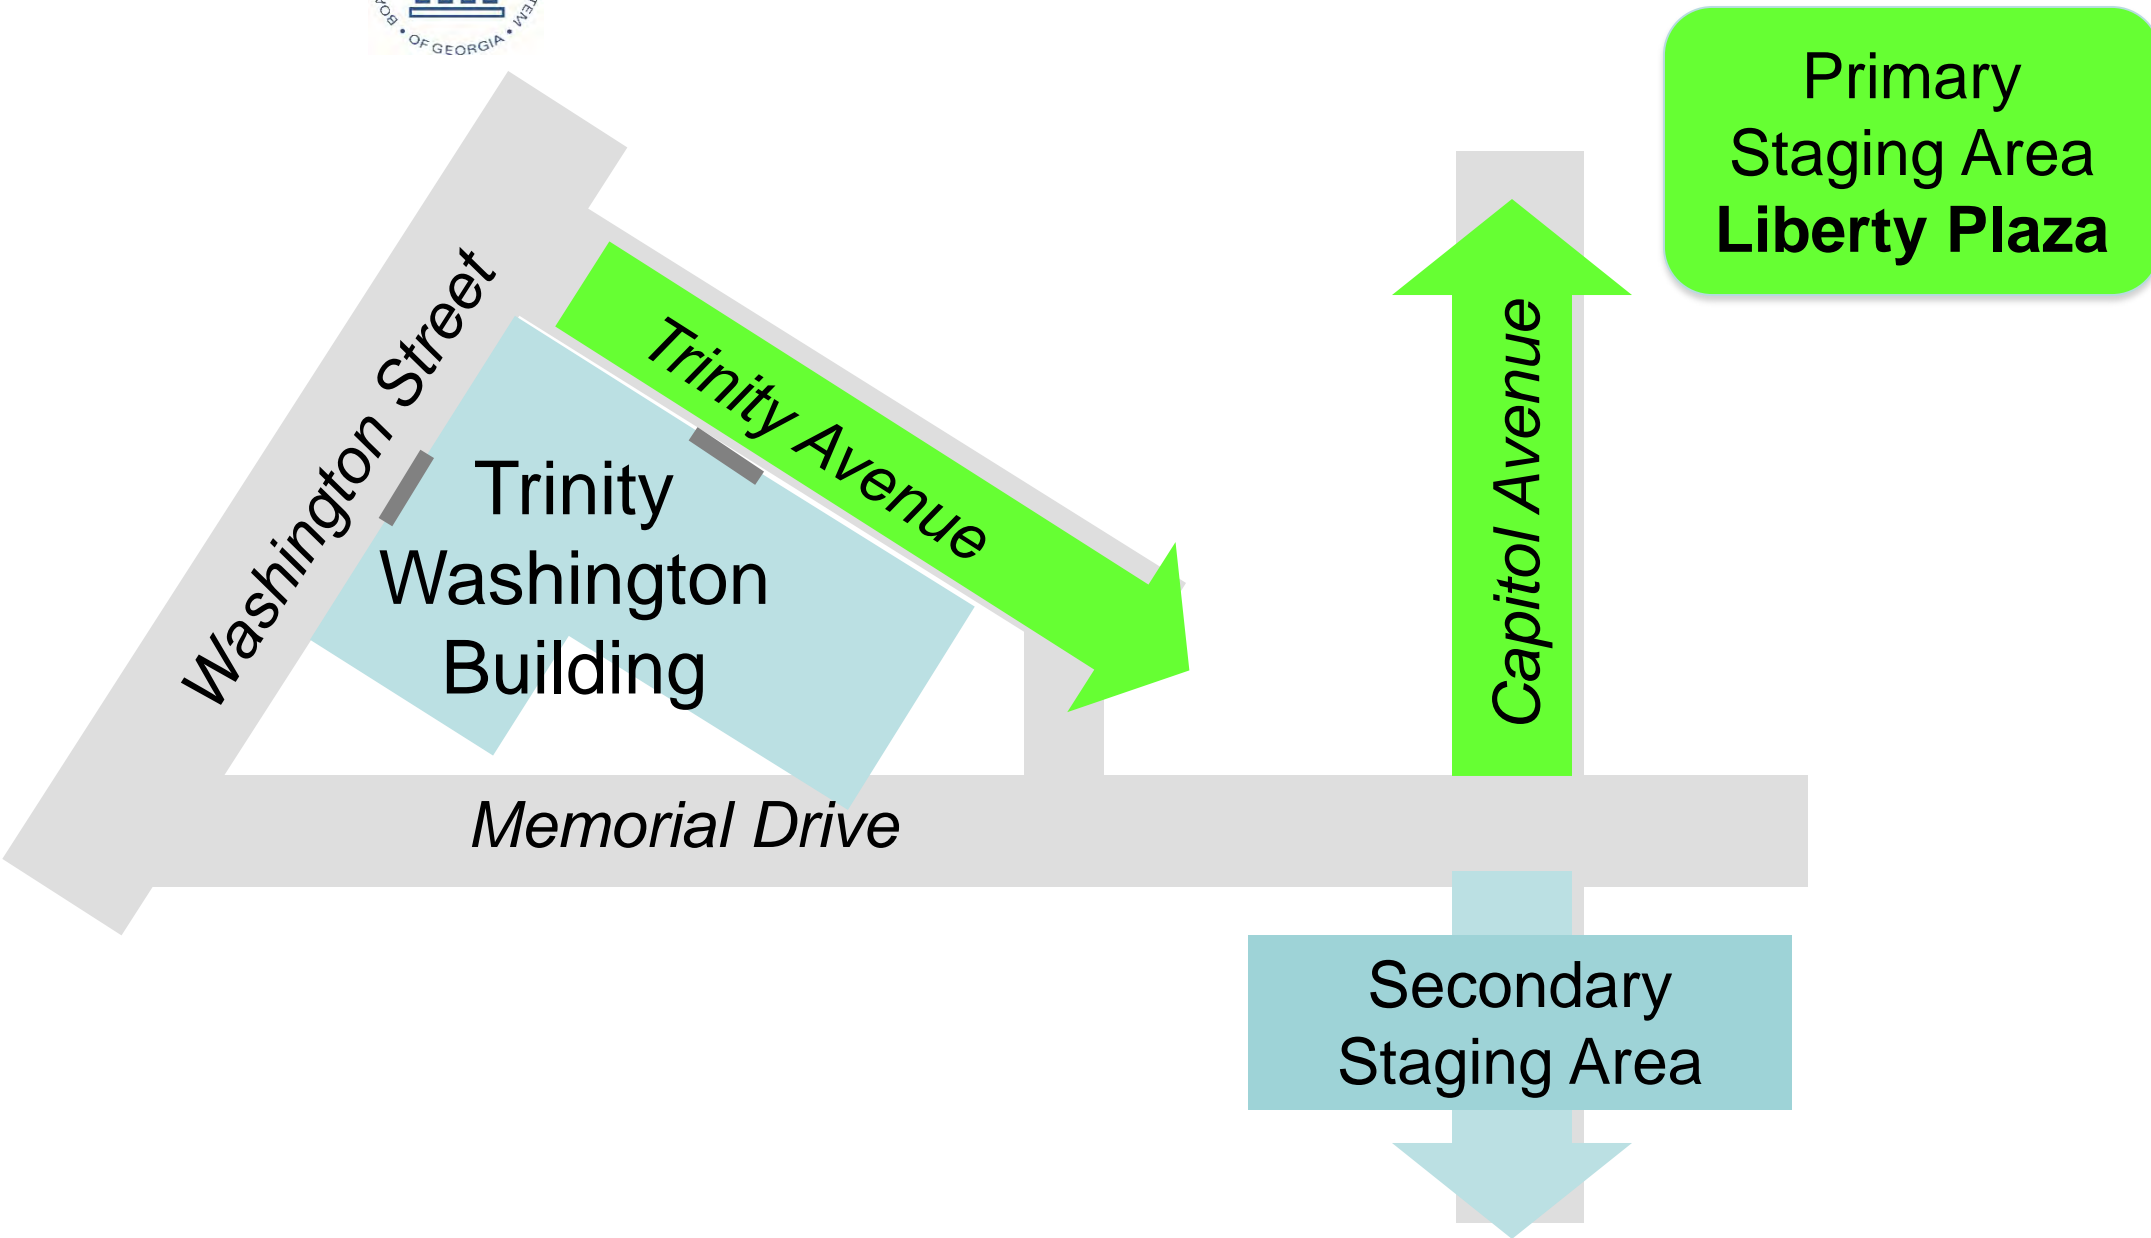 OF GEORGIA
Primary
Staging Area
Liberty Plaza
Washington Street
Trinity Avenue
Capitol Avenue
Trinity
Washington
Building
Memorial Drive
Secondary
Staging Area